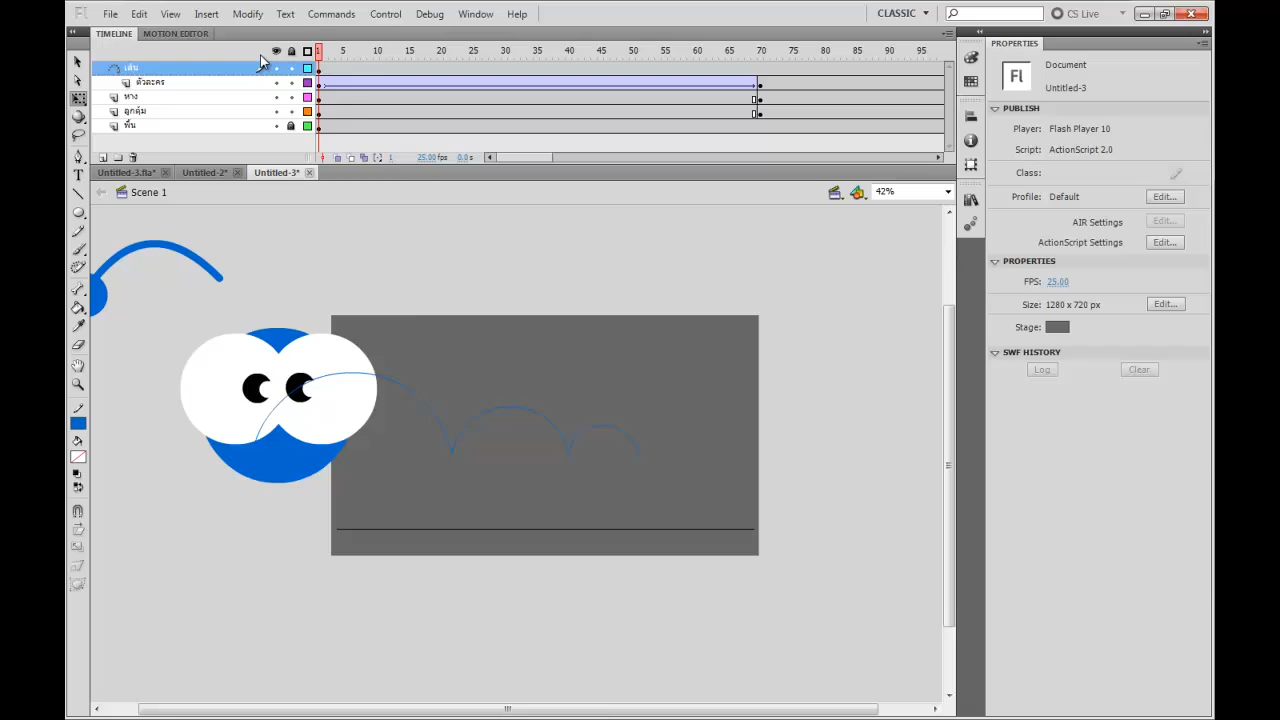 Fl File Edit View Insert Modify Text Commands Control Debug Window Help CLASSIC CS Live
TIMELINE MOTION EDITOR PROPERTIES
1 5 10 15 20 25 30 35 40 45 50 55 60 65 70 75 80 85 90 95
เส้น
ตัวละคร
หาง
ลูกตุ้ม
พื้น
1 25.00 fps 0.0 s
Untitled-3.fla* Untitled-2* Untitled-3*
Scene 1 42%
Fl
Document
Untitled-3
PUBLISH
Player: Flash Player 10
Script: ActionScript 2.0
Class:
Profile: Default Edit...
AIR Settings Edit...
ActionScript Settings Edit...
PROPERTIES
FPS: 25.00
Size: 1280 x 720 px Edit...
Stage:
SWF HISTORY
Log Clear